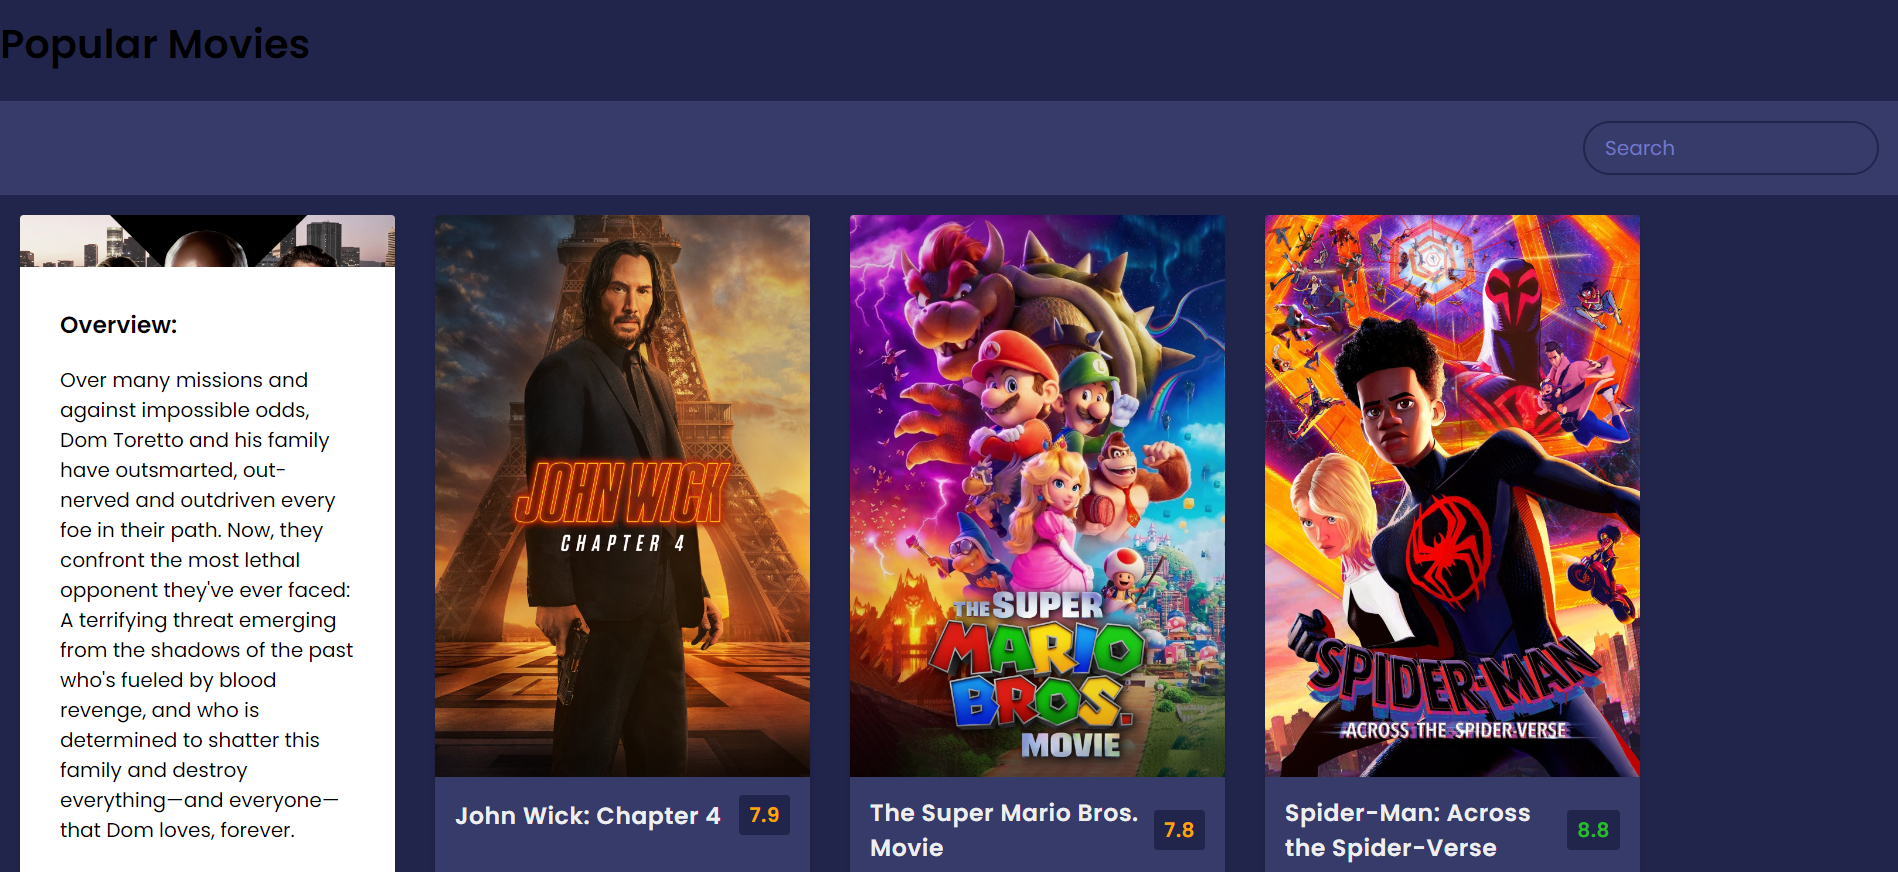 Popular Movies
Search
Overview:
Over many missions and
against impossible odds,
Dom Toretto and his family
have outsmarted, out-
nerved and outdriven every
foe in their path. Now, they
confront the most lethal
opponent they've ever faced:
A terrifying threat emerging
from the shadows of the past
who's fueled by blood
revenge, and who is
determined to shatter this
family and destroy
everything—and everyone—
that Dom loves, forever.
JOHN WICK
CHAPTER 4
John Wick: Chapter 4 7.9
THE SUPER
MARIO
BROS.
MOVIE
The Super Mario Bros.
Movie
7.8
SPIDER-MAN
ACROSS THE SPIDER-VERSE
Spider-Man: Across
the Spider-Verse
8.8